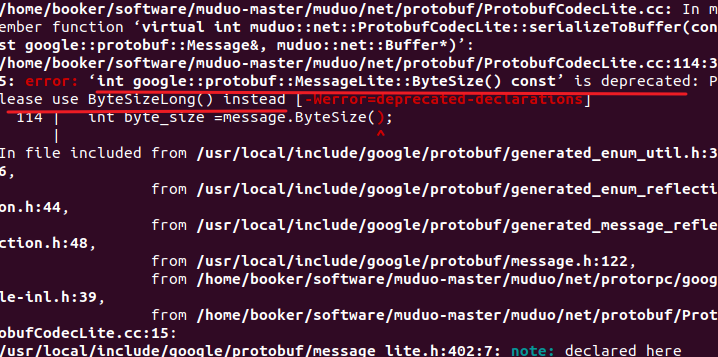 /home/booker/software/muduo-master/muduo/net/protobuf/ProtobufCodecLite.cc: In m
ember function ‘virtual int muduo::net::ProtobufCodecLite::serializeToBuffer(con
st google::protobuf::Message&, muduo::net::Buffer*)’:
/home/booker/software/muduo-master/muduo/net/protobuf/ProtobufCodecLite.cc:114:3
5: error: ‘int google::protobuf::MessageLite::ByteSize() const’ is deprecated: P
lease use ByteSizeLong() instead [-Werror=deprecated-declarations]
114 | int byte_size =message.ByteSize();
| ^
In file included from /usr/local/include/google/protobuf/generated_enum_util.h:3
6,
from /usr/local/include/google/protobuf/generated_enum_reflecti
on.h:44,
from /usr/local/include/google/protobuf/generated_message_refle
ction.h:48,
from /usr/local/include/google/protobuf/message.h:122,
from /home/booker/software/muduo-master/muduo/net/protorpc/goog
le-inl.h:39,
from /home/booker/software/muduo-master/muduo/net/protobuf/Prot
obufCodecLite.cc:15:
/usr/local/include/google/protobuf/message_lite.h:402:7: note: declared here